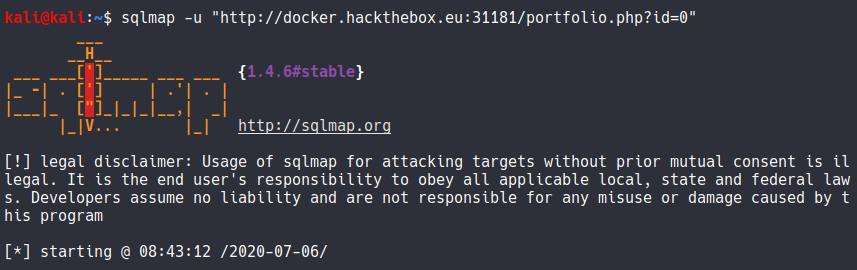 kali@kali:~$ sqlmap -u "http://docker.hackthebox.eu:31181/portfolio.php?id=0"
        ___
       __H__
 ___ ___[']_____ ___ ___  {1.4.6#stable}
|_ -| . [']     | .'| . |
|___|_  ["]_|_|_|__,|  _|
      |_|V...       |_|   http://sqlmap.org
[!] legal disclaimer: Usage of sqlmap for attacking targets without prior mutual consent is il
legal. It is the end user's responsibility to obey all applicable local, state and federal law
s. Developers assume no liability and are not responsible for any misuse or damage caused by t
his program
[*] starting @ 08:43:12 /2020-07-06/